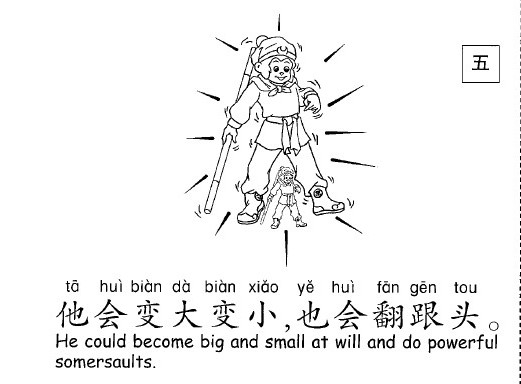 五
tā huì biàn dà biàn xiǎo yě huì fān gēn tou
他会变大变小,也会翻跟头。
He could become big and small at will and do powerful
somersaults.